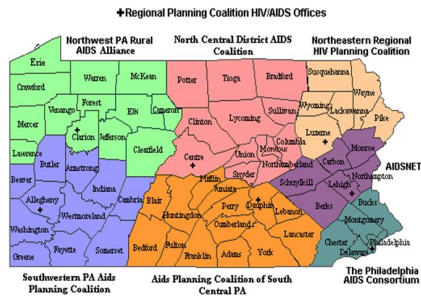 ✚Regional Planning Coalition HIV/AIDS Offices
Northwest PA Rural
AIDS Alliance
North Central District AIDS
Coalition
Northeastern Regional
HIV Planning Coalition
Erie
Crawford
Warren
McKean
Potter
Tioga
Bradford
Susquehanna
Wayne
Forest
Venango
Elk
Cameron
Sullivan
Wyoming
Lackawanna
Pike
Mercer
Clarion
Jefferson
Clinton
Lycoming
Columbia
Luzerne
Monroe
Lawrence
Butler
Clearfield
Centre
Union
Montour
Northumberland
Carbon
AIDSNET
Beaver
Armstrong
Snyder
Mifflin
Schuylkill
Lehigh
Northampton
Allegheny
Indiana
Cambria
Blair
Juniata
Perry
Dauphin
Lebanon
Berks
Bucks
Huntingdon
Montgomery
Washington
Westmoreland
Cumberland
Lancaster
Philadelphia
Greene
Fayette
Somerset
Bedford
Fulton
Franklin
Adams
York
Chester
Delaware
Southwestern PA Aids
Planning Coalition
Aids Planning Coalition of South
Central PA
The Philadelphia
AIDS Consortium